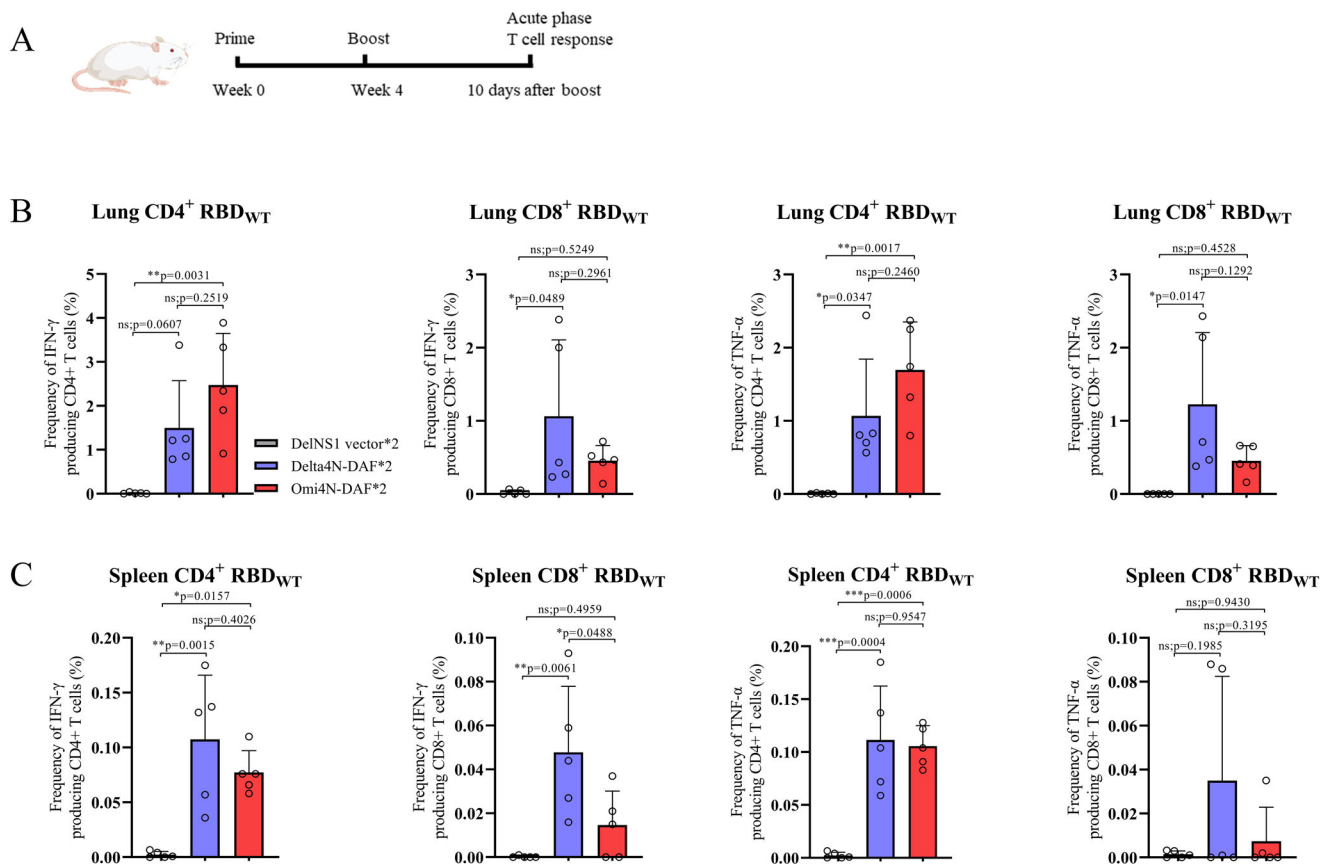 A
Prime
Boost
Acute phase
T cell response
Week 0
Week 4
10 days after boost
B
Lung CD4+ RBDWT
Frequency of IFN-γ
producing CD4+ T cells (%)
5
4
3
2
1
0
**p=0.0031
ns;p=0.2519
ns;p=0.0607
DelNS1 vector*2
Delta4N-DAF*2
Omi4N-DAF*2
Lung CD8+ RBDWT
Frequency of IFN-γ
producing CD8+ T cells (%)
3
2
1
0
ns;p=0.5249
ns;p=0.2961
*p=0.0489
Lung CD4+ RBDWT
Frequency of TNF-α
producing CD4+ T cells (%)
3
2
1
0
**p=0.0017
ns;p=0.2460
*p=0.0347
Lung CD8+ RBDWT
Frequency of TNF-α
producing CD8+ T cells (%)
3
2
1
0
ns;p=0.4528
ns;p=0.1292
*p=0.0147
C
Spleen CD4+ RBDWT
Frequency of IFN-γ
producing CD4+ T cells (%)
0.20
0.15
0.10
0.05
0.00
*p=0.0157
ns;p=0.4026
**p=0.0015
Spleen CD8+ RBDWT
Frequency of IFN-γ
producing CD8+ T cells (%)
0.10
0.08
0.06
0.04
0.02
0.00
ns;p=0.4959
*p=0.0488
**p=0.0061
Spleen CD4+ RBDWT
Frequency of TNF-α
producing CD4+ T cells (%)
0.20
0.15
0.10
0.05
0.00
***p=0.0006
ns;p=0.9547
***p=0.0004
Spleen CD8+ RBDWT
Frequency of TNF-α
producing CD8+ T cells (%)
0.10
0.08
0.06
0.04
0.02
0.00
ns;p=0.9430
ns;p=0.3195
ns;p=0.1985